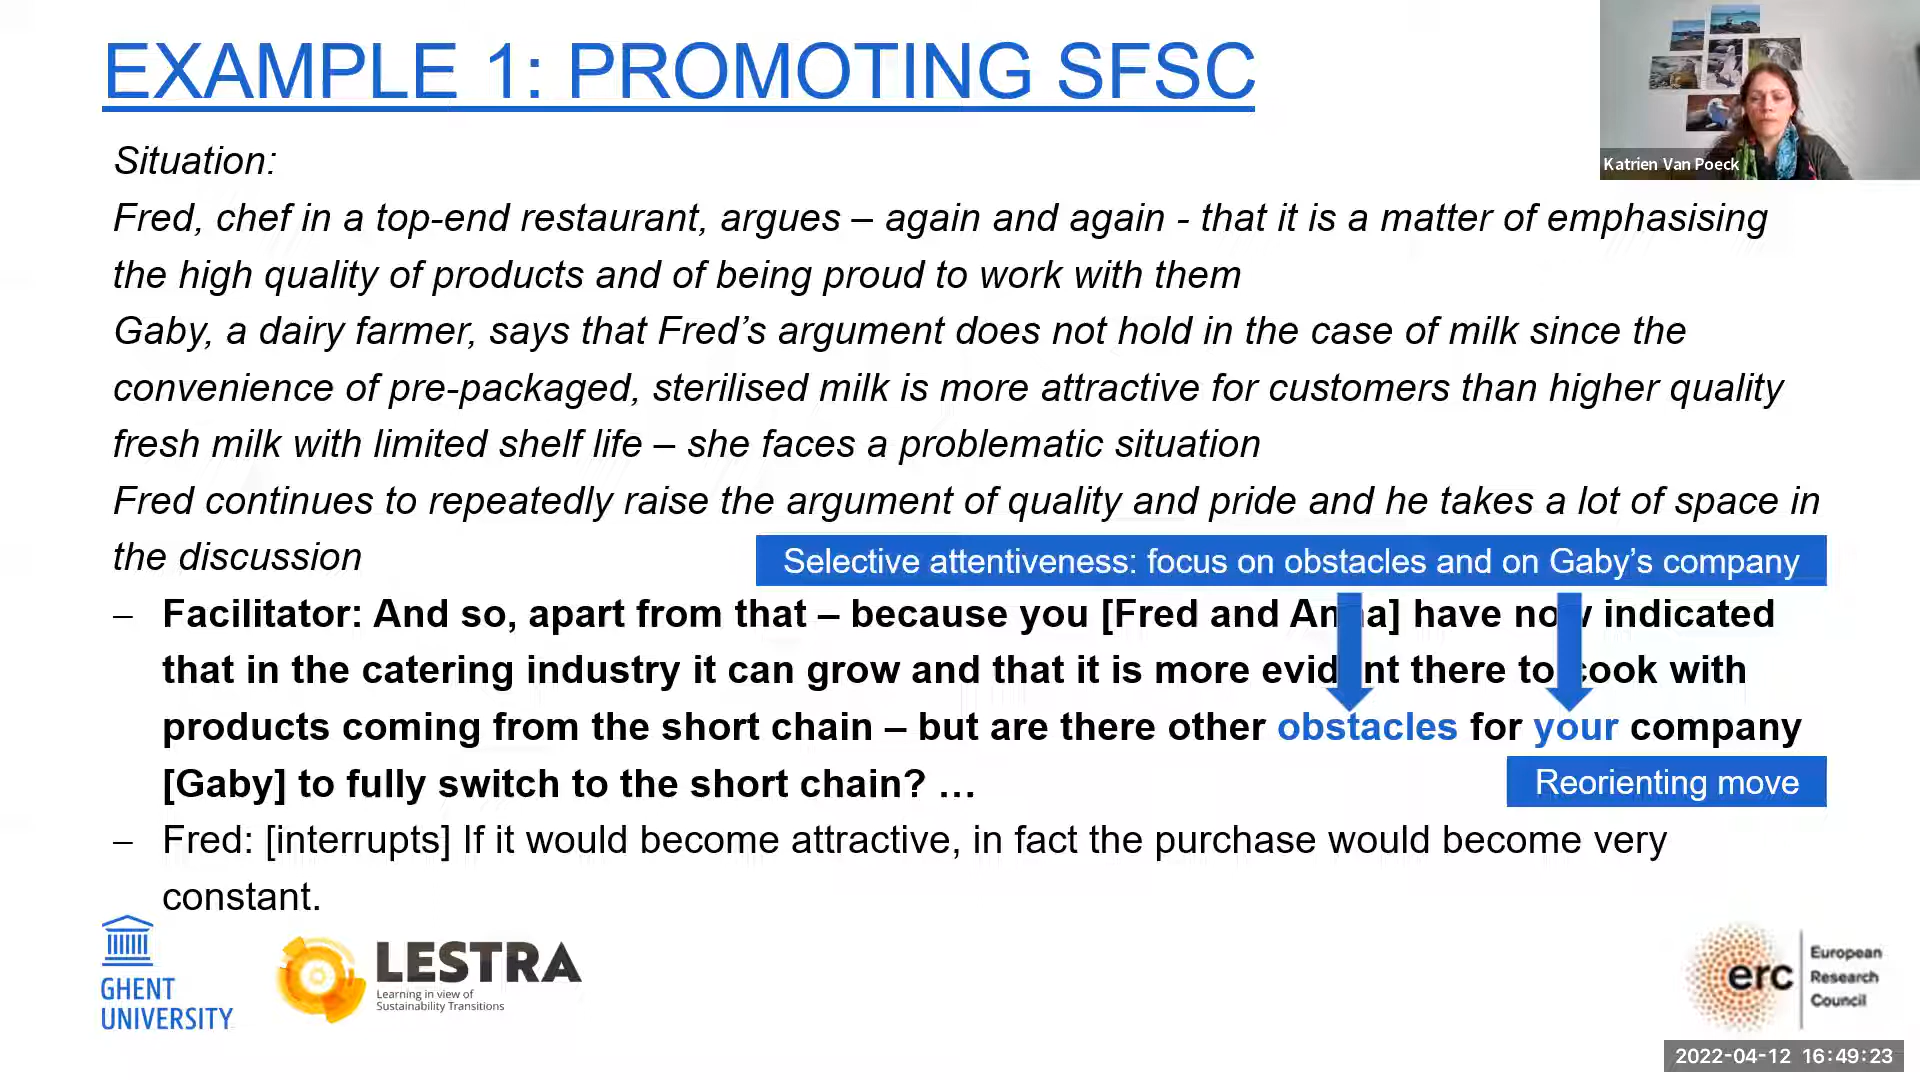 EXAMPLE 1: PROMOTING SFSC
Katrien Van Poeck
Situation:
Fred, chef in a top-end restaurant, argues – again and again - that it is a matter of emphasising
the high quality of products and of being proud to work with them
Gaby, a dairy farmer, says that Fred’s argument does not hold in the case of milk since the
convenience of pre-packaged, sterilised milk is more attractive for customers than higher quality
fresh milk with limited shelf life – she faces a problematic situation
Fred continues to repeatedly raise the argument of quality and pride and he takes a lot of space in
the discussion
Selective attentiveness: focus on obstacles and on Gaby’s company
– Facilitator: And so, apart from that – because you [Fred and Anna] have now indicated
that in the catering industry it can grow and that it is more evident there to cook with
products coming from the short chain – but are there other obstacles for your company
[Gaby] to fully switch to the short chain? …
Reorienting move
– Fred: [interrupts] If it would become attractive, in fact the purchase would become very
constant.
GHENT
UNIVERSITY
LESTRA
Learning in view of
Sustainability Transitions
erc
European
Research
Council
2022-04-12 16:49:23